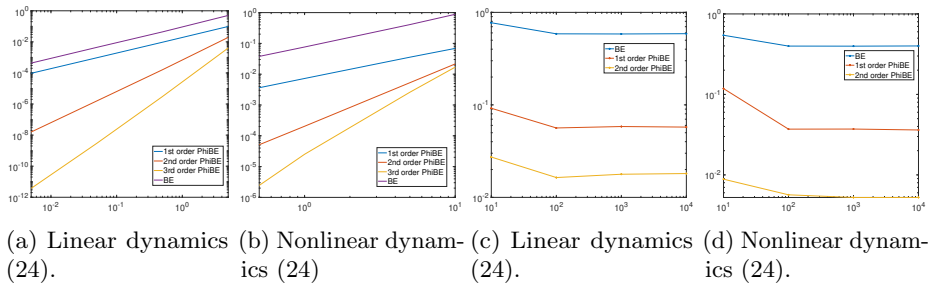 10^0
10^-2
10^-4
10^-6
10^-8
10^-10
10^-12
10^-2
10^-1
10^0
1st order PhiBE
2nd order PhiBE
3rd order PhiBE
BE
10^0
10^-1
10^-2
10^-3
10^-4
10^-5
10^-6
10^0
10^1
1st order PhiBE
2nd order PhiBE
3rd order PhiBE
BE
10^0
10^-1
10^-2
10^1
10^2
10^3
10^4
BE
1st order PhiBE
2nd order PhiBE
10^0
10^-1
10^-2
10^1
10^2
10^3
10^4
BE
1st order PhiBE
2nd order PhiBE
(a) Linear dynamics
(24).
(b) Nonlinear dynam-
ics (24)
(c) Linear dynamics
(24).
(d) Nonlinear dynam-
ics (24).